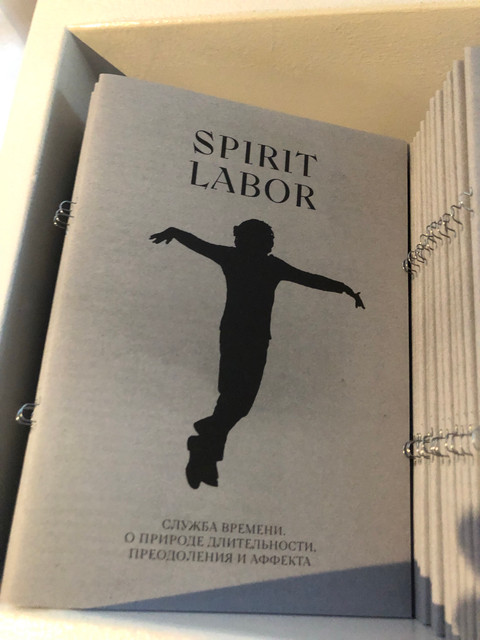 SPIRIT
LABOR
СЛУЖБА ВРЕМЕНИ.
О ПРИРОДЕ ДЛИТЕЛЬНОСТИ,
ПРЕОДОЛЕНИЯ И АФФЕКТА